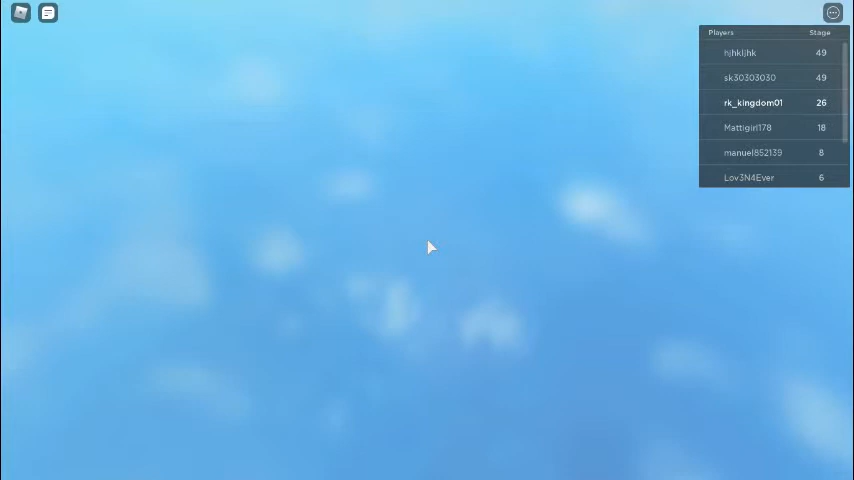 Players Stage
hjhkljhk 49
sk30303030 49
rk_kingdom01 26
Mattigirl178 18
manuel852139 8
Lov3N4Ever 6